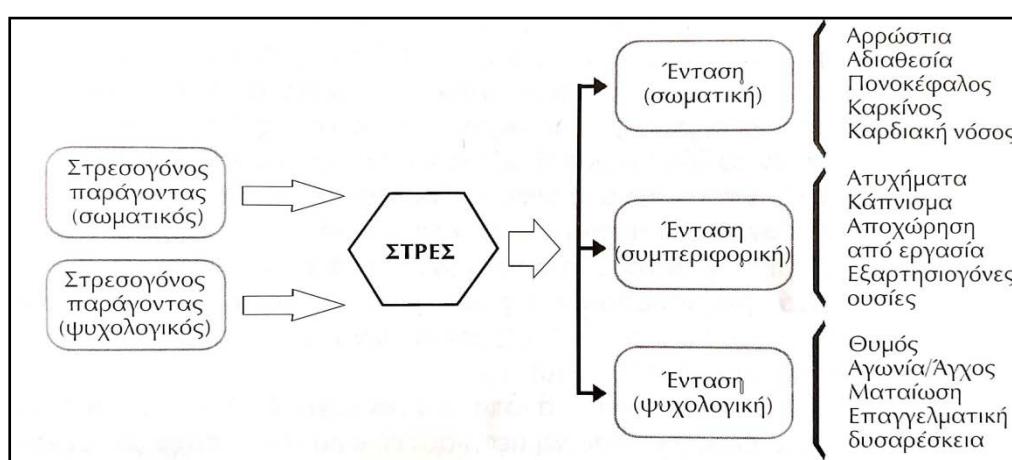 Στρεσογόνος
παράγοντας
(σωματικός)
Στρεσογόνος
παράγοντας
(ψυχολογικός)
ΣΤΡΕΣ
Ένταση
(σωματική)
Αρρώστια
Αδιαθεσία
Πονοκέφαλος
Καρκίνος
Καρδιακή νόσος
Ένταση
(συμπεριφορική)
Ατυχήματα
Κάπνισμα
Αποχώρηση
από εργασία
Εξαρτησιογόνες
ουσίες
Ένταση
(ψυχολογική)
Θυμός
Αγωνία/Άγχος
Ματαίωση
Επαγγελματική
δυσαρέσκεια